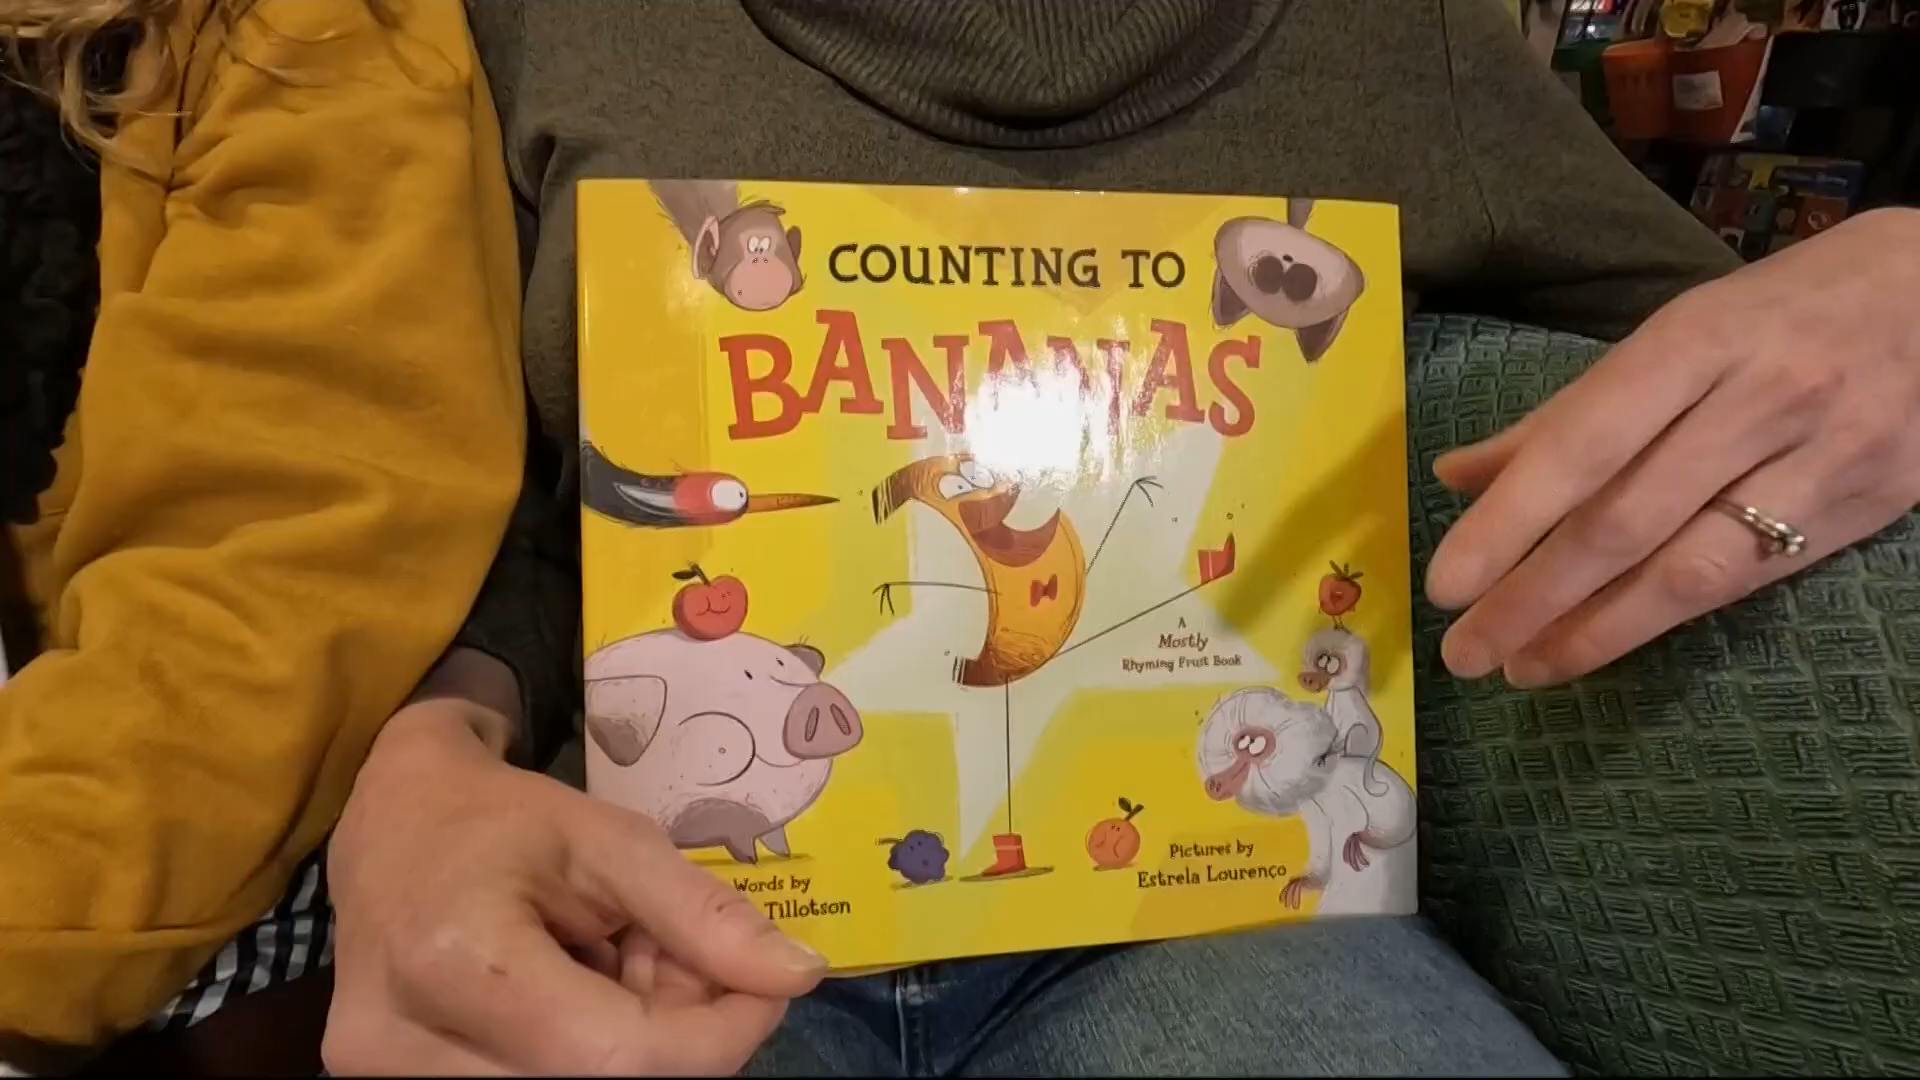 COUNTING TO
BANANAS
A
Mostly
Rhyming Fruit Book
Words by
Tillotson
Pictures by
Estrela Lourenço